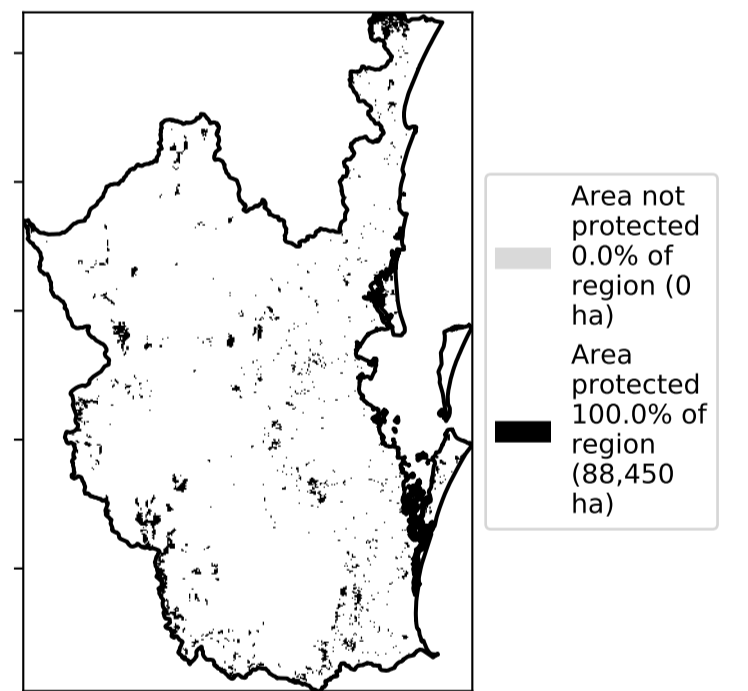 Area not
protected
0.0% of
region (0
ha)
Area
protected
100.0% of
region
(88,450
ha)